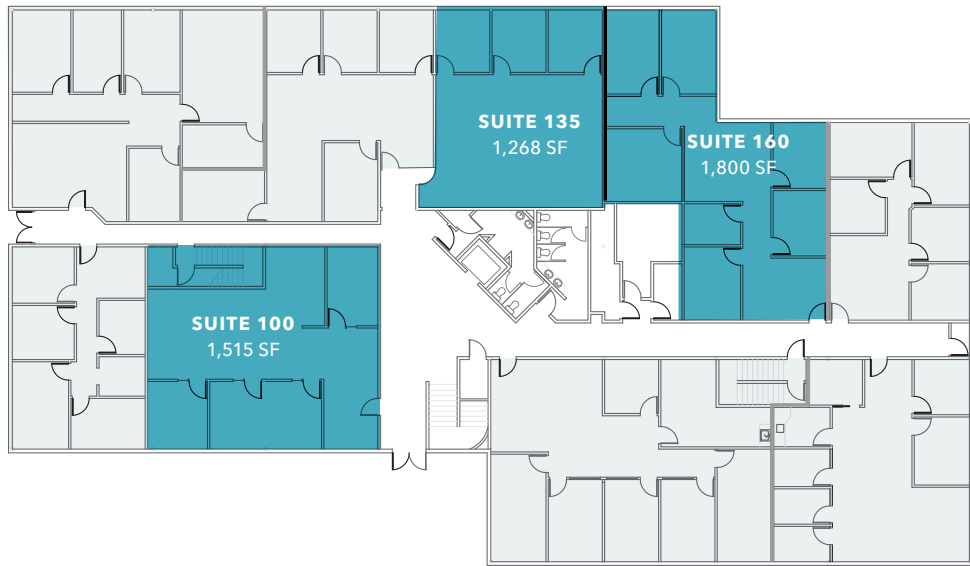 SUITE 135
1,268 SF
SUITE 160
1,800 SF
SUITE 100
1,515 SF